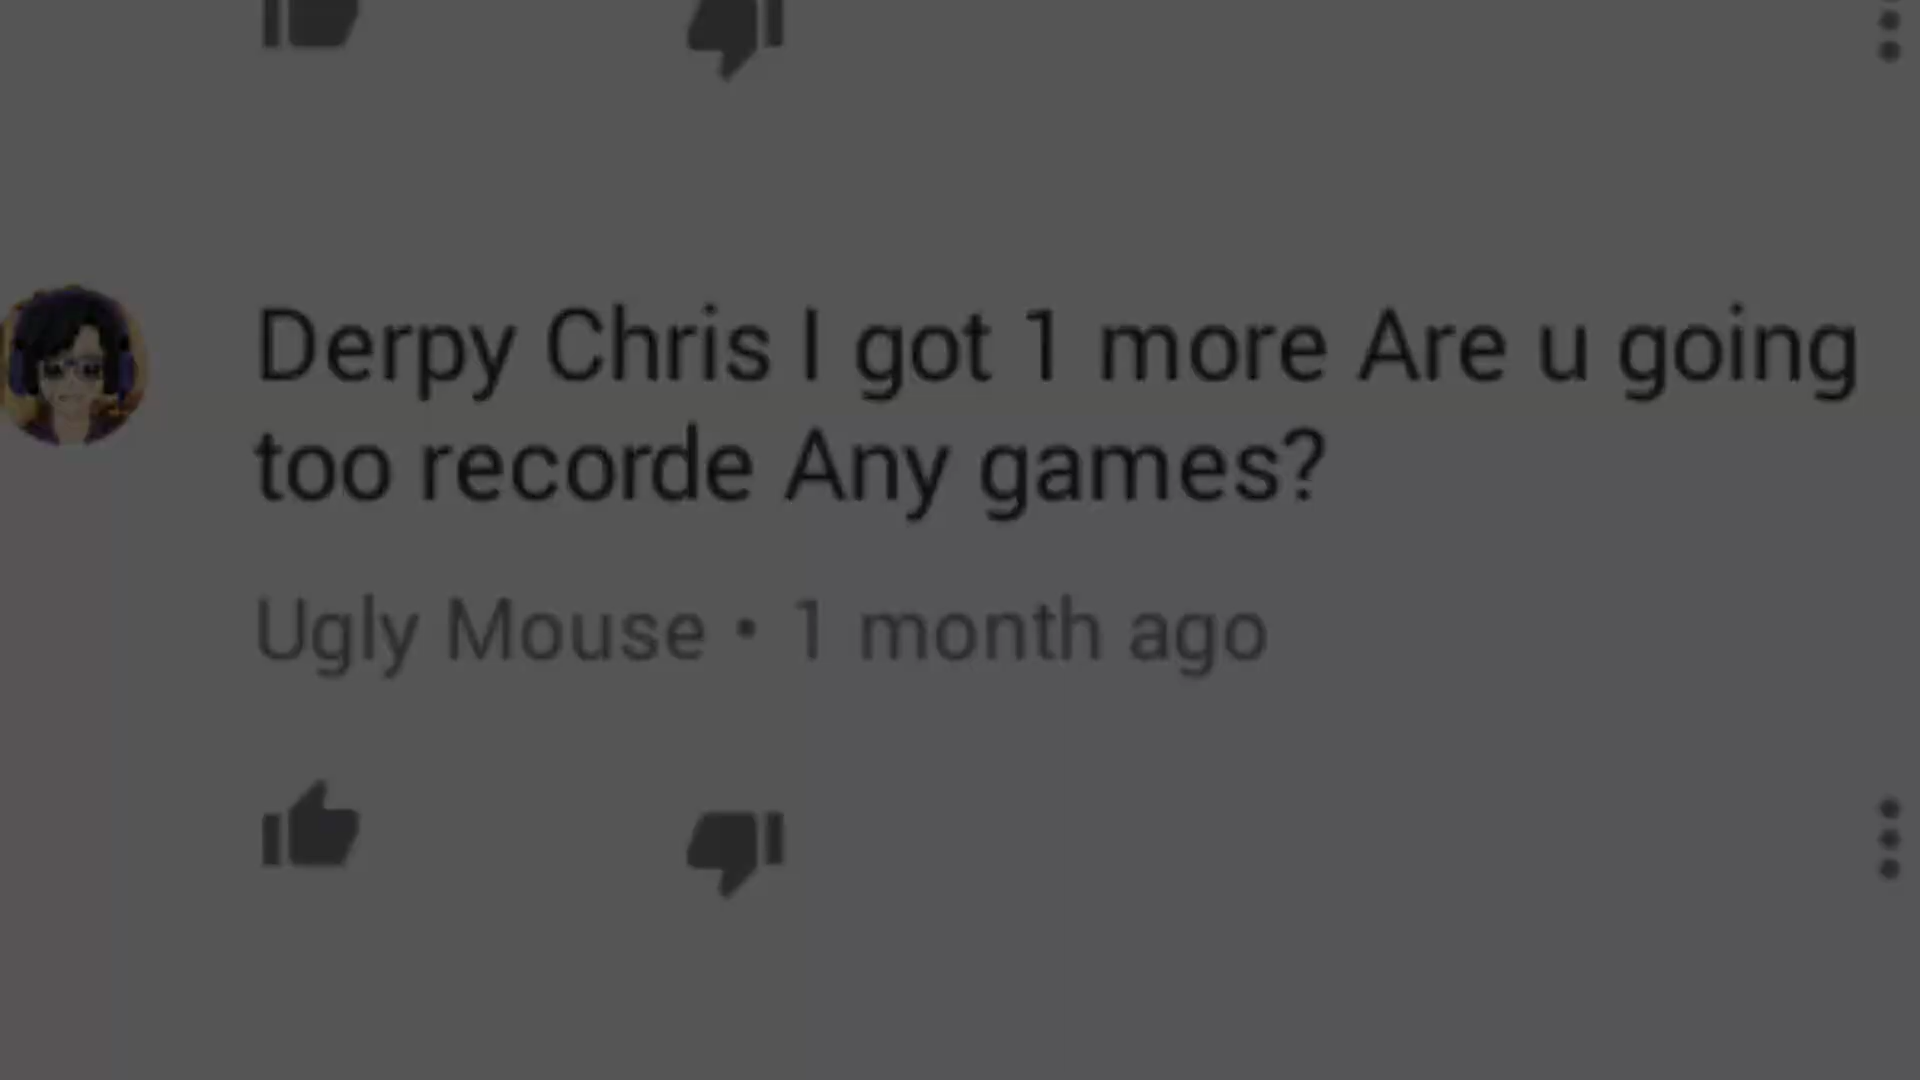 Derpy Chris I got 1 more Are u going
too recorde Any games?
Ugly Mouse • 1 month ago